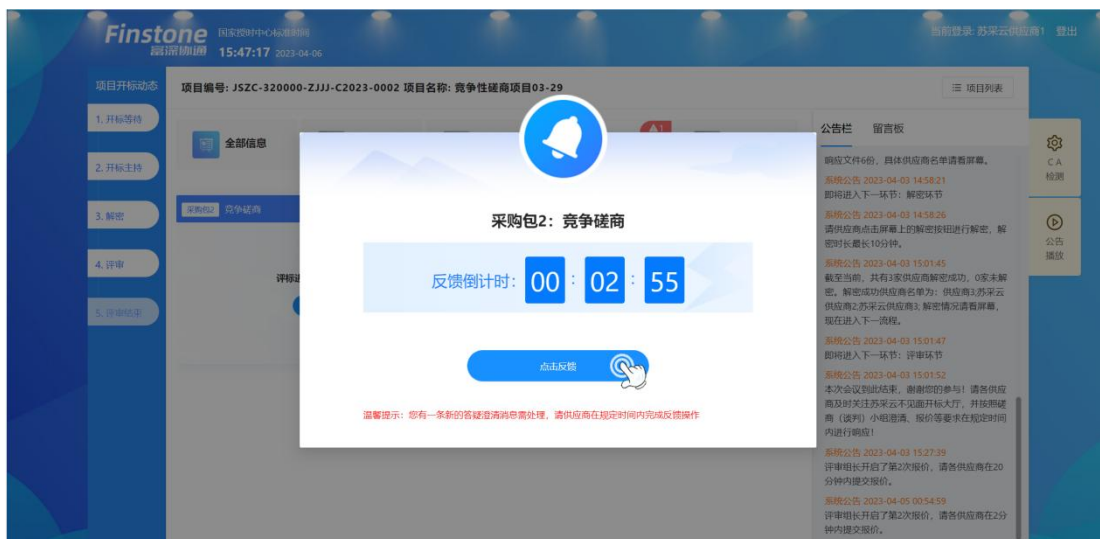 Finstone
富深协通
国家授时中心标准时间
15:47:17 2023-04-06
当前登录: 苏采云供应商1 登出
项目开标动态
1. 开标等待
2. 开标主持
3. 解密
4. 评审
5. 评审结束
项目编号: JSZC-320000-ZJJJ-C2023-0002 项目名称: 竞争性磋商项目03-29
项目列表
全部信息
1
采购包2 竞争磋商
评标进
采购包2：竞争磋商
反馈倒计时: 00 : 02 : 55
点击反馈
温馨提示：您有一条新的答疑澄清消息需处理，请供应商在规定时间内完成反馈操作
公告栏 留言板
响应文件6份，具体供应商名单请看屏幕。
系统公告 2023-04-03 14:58:21
即将进入下一环节：解密环节
系统公告 2023-04-03 14:58:26
请供应商点击屏幕上的解密按钮进行解密，解
密时长最长10分钟。
系统公告 2023-04-03 15:01:45
截至当前，共有3家供应商解密成功，0家未解
密。解密成功供应商名单为：供应商3;苏采云
供应商2;苏采云供应商3; 解密情况请看屏幕，
现在进入下一流程。
系统公告 2023-04-03 15:01:47
即将进入下一环节：评审环节
系统公告 2023-04-03 15:01:52
本次会议到此结束，谢谢您的参与！请各供应
商及时关注苏采云不见面开标大厅，并按照磋
商（谈判）小组澄清、报价等要求在规定时间
内进行响应！
系统公告 2023-04-03 15:27:39
评审组长开启了第2次报价，请各供应商在20
分钟内提交报价。
系统公告 2023-04-05 00:54:59
评审组长开启了第2次报价，请各供应商在2分
钟内提交报价。
CA
检测
公告
播放